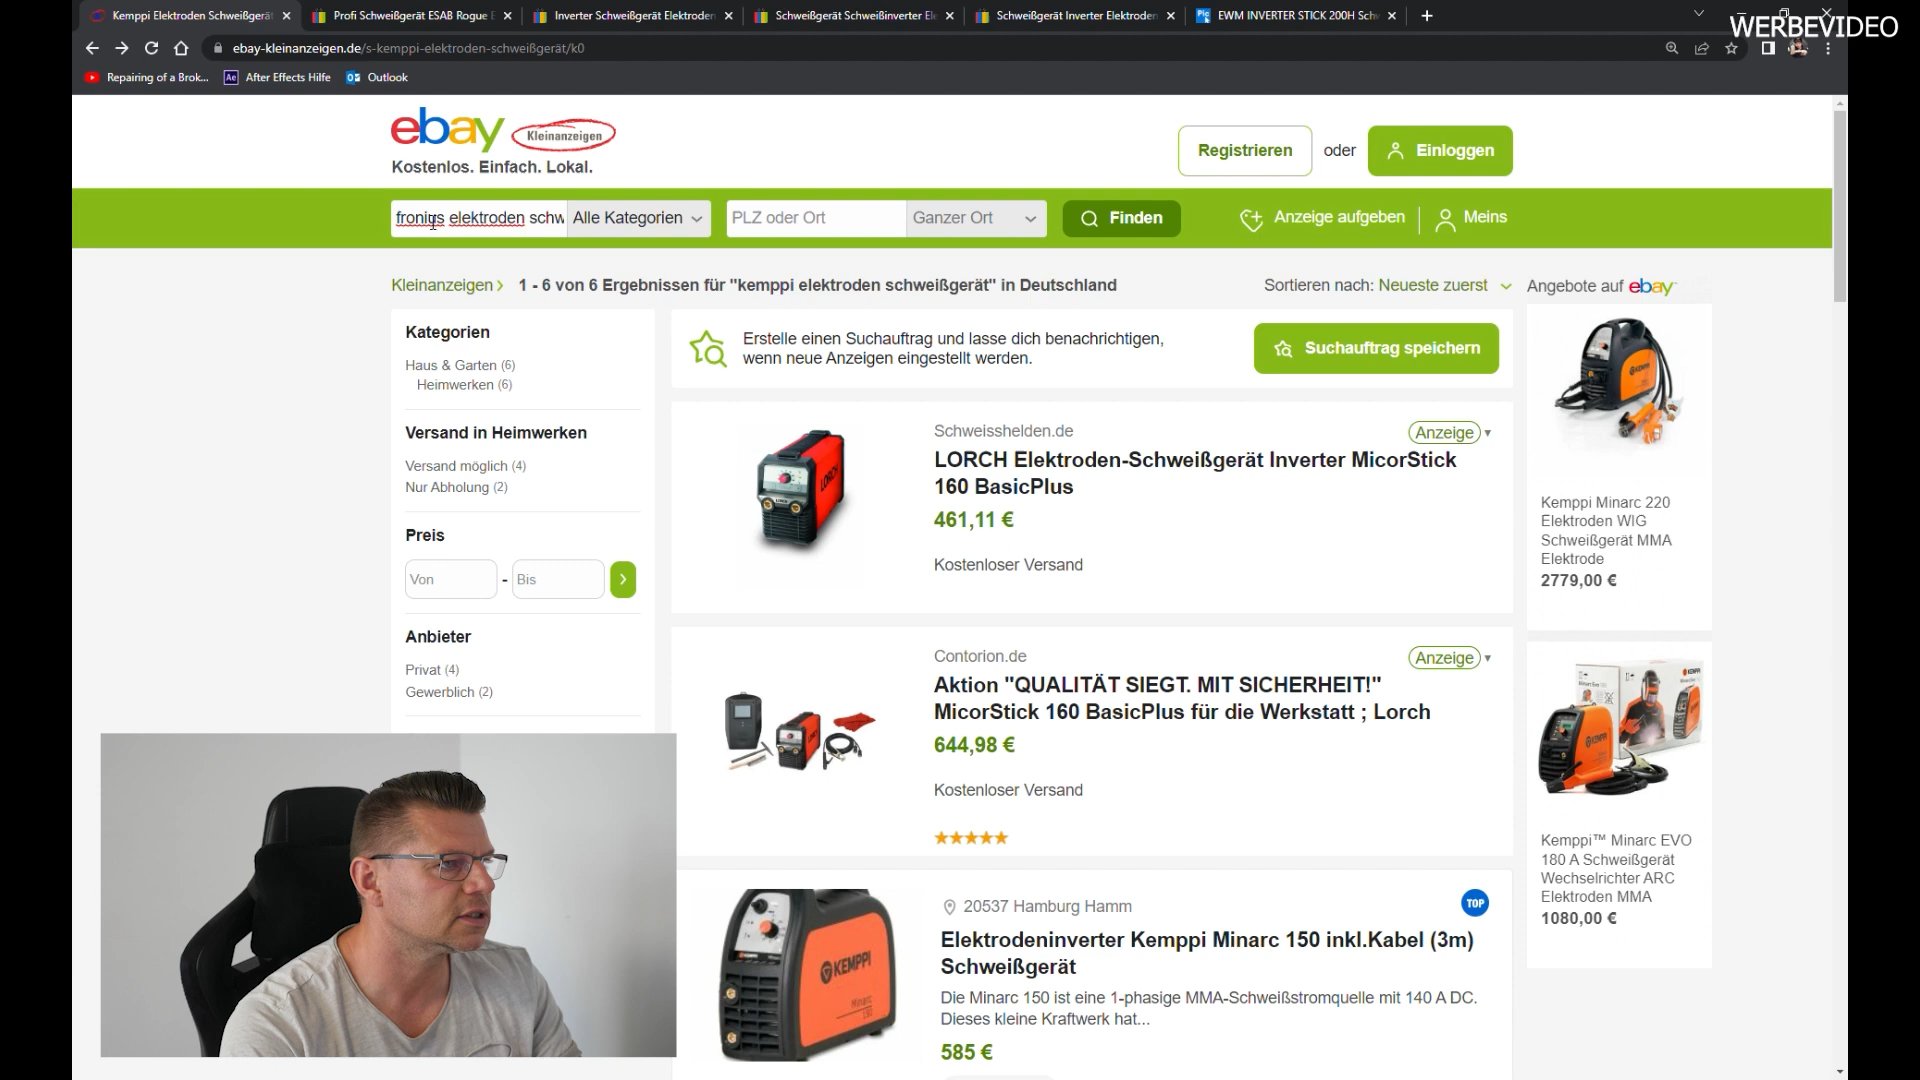 Kemppi Elektroden Schweißgerät
Profi Schweißgerät ESAB Rogue E
Inverter Schweißgerät Elektroden
Schweißgerät Schweißinverter El
Schweißgerät Inverter Elektroden
EWM INVERTER STICK 200H Schw
WERBEVIDEO
ebay-kleinanzeigen.de/s-kemppi-elektroden-schweißgerät/k0
Repairing of a Brok...
Ae After Effects Hilfe
Outlook
ebay Kleinanzeigen
Kostenlos. Einfach. Lokal.
Registrieren oder Einloggen
fronius elektroden schw
Alle Kategorien
PLZ oder Ort
Ganzer Ort
Finden
Anzeige aufgeben
Meins
Kleinanzeigen
1 - 6 von 6 Ergebnissen für "kemppi elektroden schweißgerät" in Deutschland
Sortieren nach: Neueste zuerst
Angebote auf ebay
Kategorien
Haus & Garten (6)
Heimwerken (6)
Versand in Heimwerken
Versand möglich (4)
Nur Abholung (2)
Preis
Von - Bis
Anbieter
Privat (4)
Gewerblich (2)
Erstelle einen Suchauftrag und lasse dich benachrichtigen,
wenn neue Anzeigen eingestellt werden.
Suchauftrag speichern
Schweisshelden.de
Anzeige
LORCH Elektroden-Schweißgerät Inverter MicorStick
160 BasicPlus
461,11 €
Kostenloser Versand
LORCH
Contorion.de
Anzeige
Aktion "QUALITÄT SIEGT. MIT SICHERHEIT!"
MicorStick 160 BasicPlus für die Werkstatt ; Lorch
644,98 €
Kostenloser Versand
20537 Hamburg Hamm
TOP
Elektrodeninverter Kemppi Minarc 150 inkl.Kabel (3m)
Schweißgerät
Die Minarc 150 ist eine 1-phasige MMA-Schweißstromquelle mit 140 A DC.
Dieses kleine Kraftwerk hat...
585 €
KEMPPI
Minarc
150
KEMPPI
Kemppi Minarc 220
Elektroden WIG
Schweißgerät MMA
Elektrode
2779,00 €
KEMPPI
Kemppi™ Minarc EVO
180 A Schweißgerät
Wechselrichter ARC
Elektroden MMA
1080,00 €